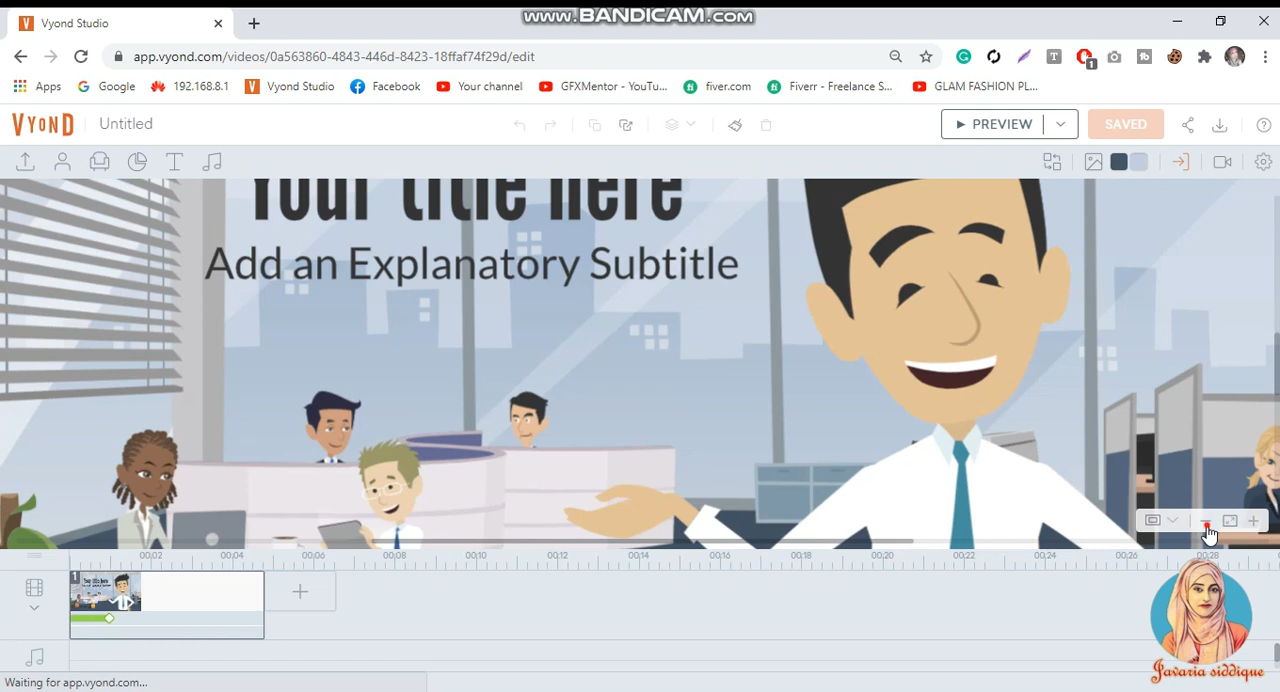 WWW.BANDICAM.COM
Vyond Studio
app.vyond.com/videos/0a563860-4843-446d-8423-18ffaf74f29d/edit
Apps Google 192.168.8.1 Vyond Studio Facebook Your channel GFXMentor - YouTu... fiver.com Fiverr - Freelance S... GLAM FASHION PL...
VYOND Untitled PREVIEW SAVED
Your title here
Add an Explanatory Subtitle
00:02 00:04 00:06 00:08 00:10 00:12 00:14 00:16 00:18 00:20 00:22 00:24 00:26 00:28
1 Your title here
Javaria siddique
Waiting for app.vyond.com...